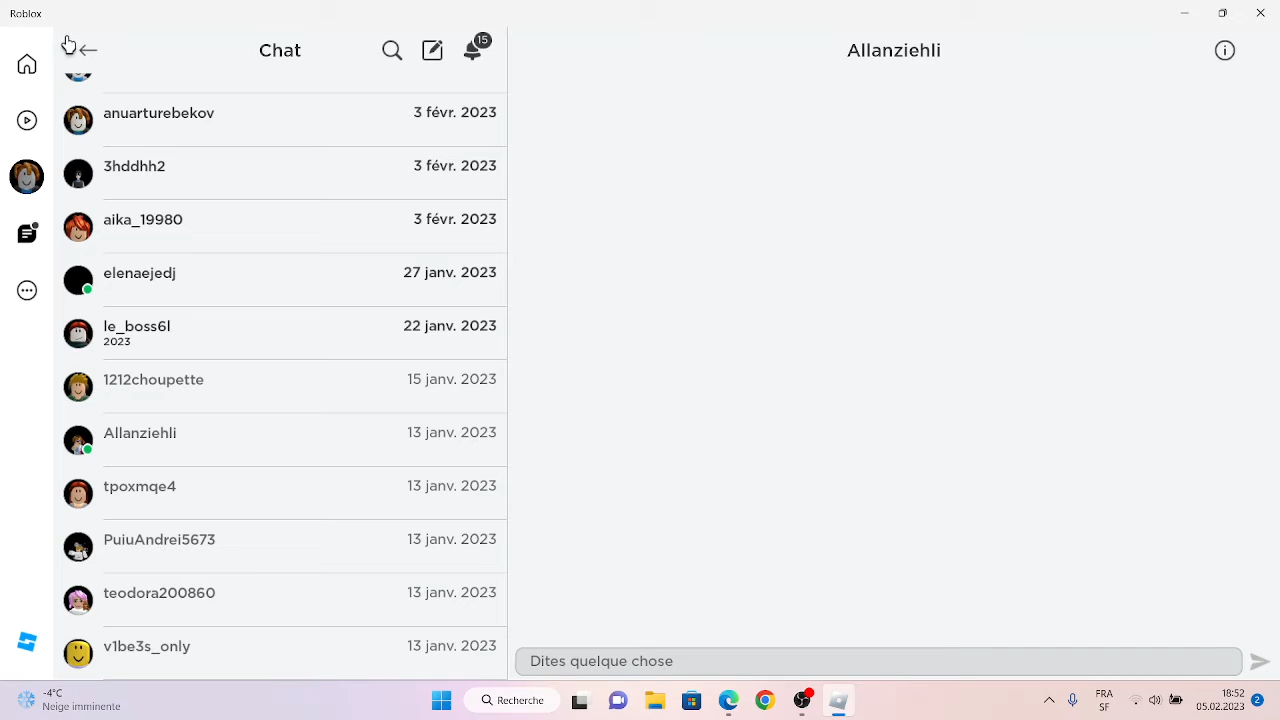 Roblox
Chat
15
anuarturebekov 3 févr. 2023
3hddhh2 3 févr. 2023
aika_19980 3 févr. 2023
elenaejedj 27 janv. 2023
le_boss6l 22 janv. 2023
2023
1212choupette 15 janv. 2023
Allanziehli 13 janv. 2023
tpoxmqe4 13 janv. 2023
PuiuAndrei5673 13 janv. 2023
teodora200860 13 janv. 2023
v1be3s_only 13 janv. 2023
Allanziehli
Dites quelque chose
-4°C
Neige imminente
Recherche
FRA
SF
18:52
05.02.2023
2